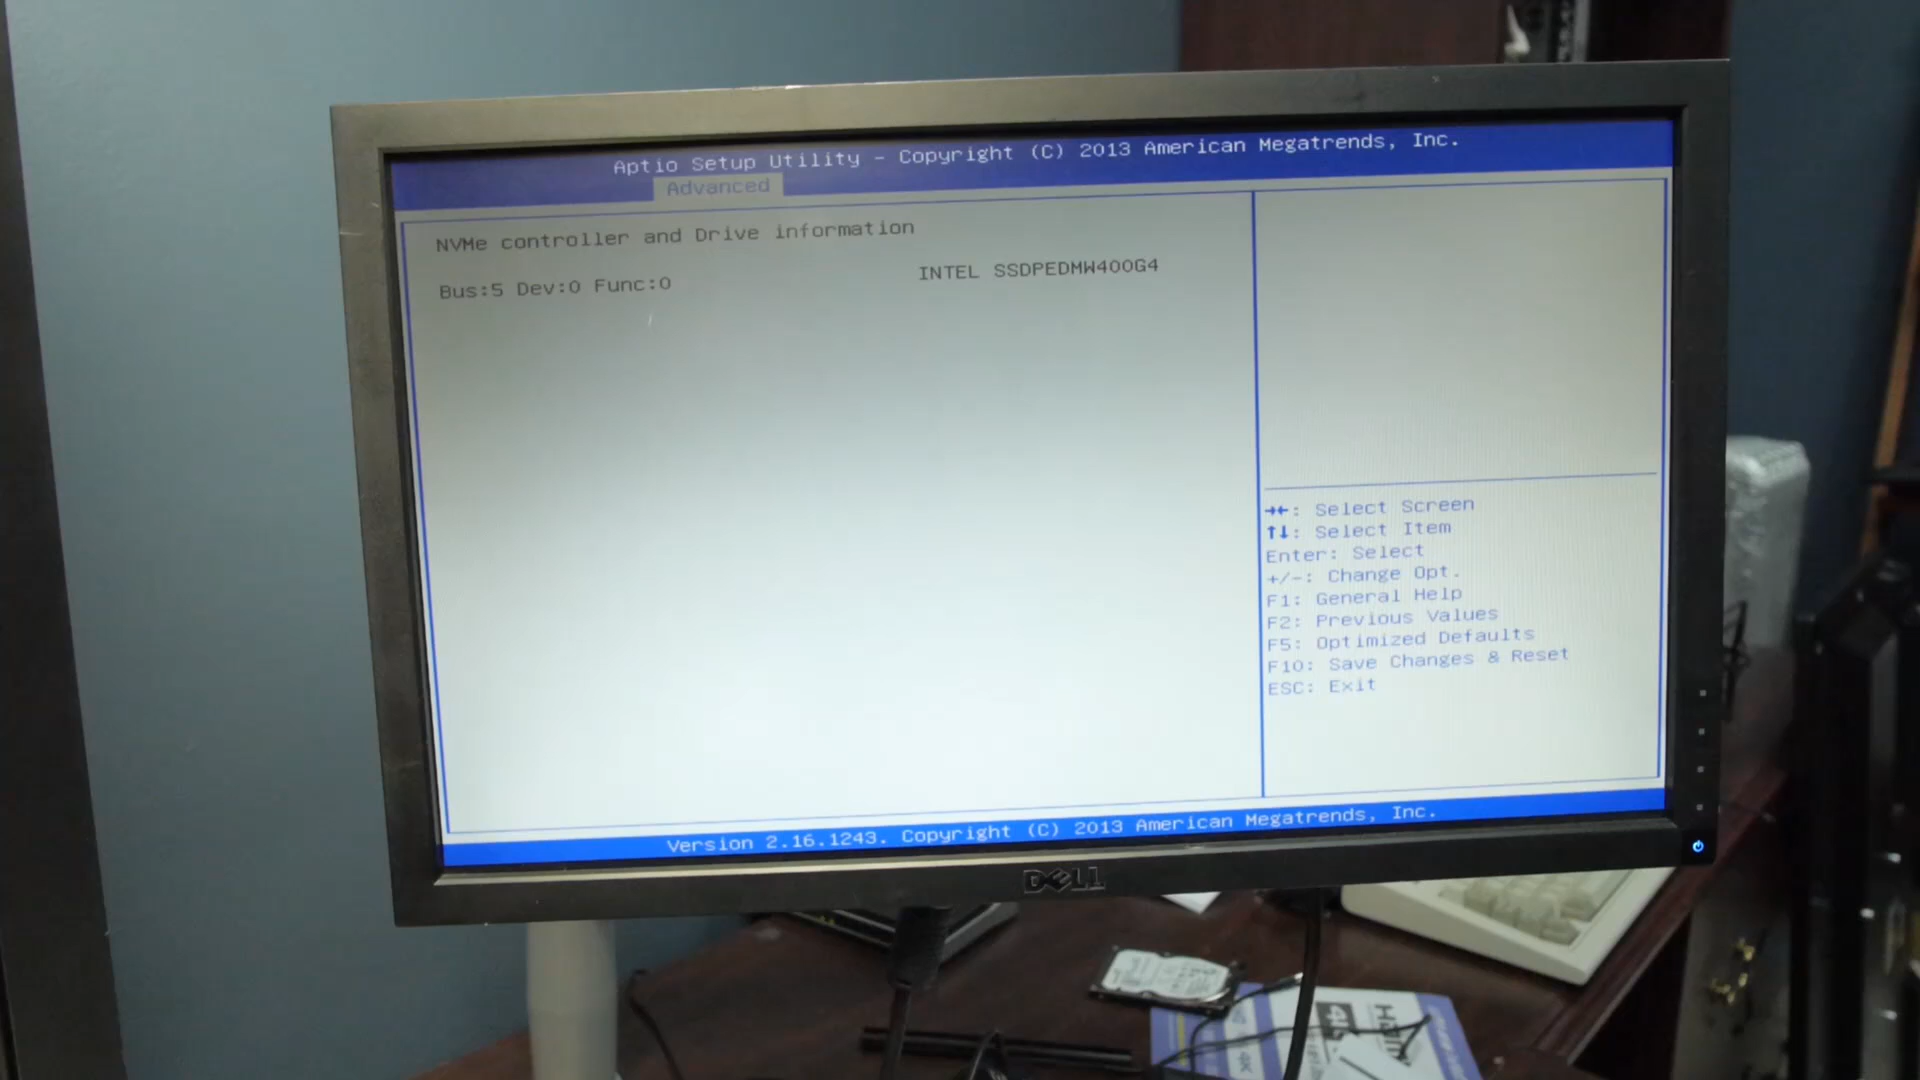 Aptio Setup Utility – Copyright (C) 2013 American Megatrends, Inc.
Advanced
NVMe controller and Drive information
Bus:5 Dev:0 Func:0 INTEL SSDPEDMW400G4
→←: Select Screen
↑↓: Select Item
Enter: Select
+/-: Change Opt.
F1: General Help
F2: Previous Values
F5: Optimized Defaults
F10: Save Changes & Reset
ESC: Exit
Version 2.16.1243. Copyright (C) 2013 American Megatrends, Inc.
DELL